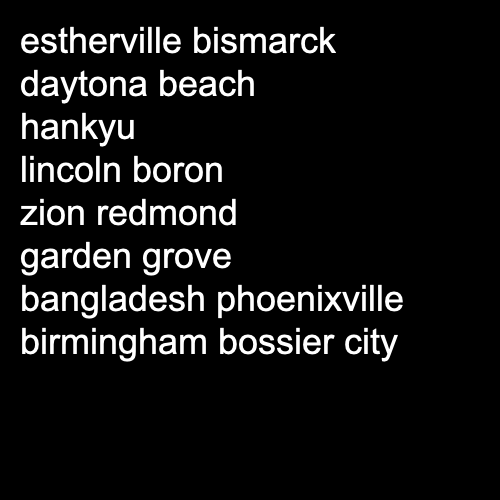 estherville bismarck
daytona beach
hankyu
lincoln boron
zion redmond
garden grove
bangladesh phoenixville
birmingham bossier city